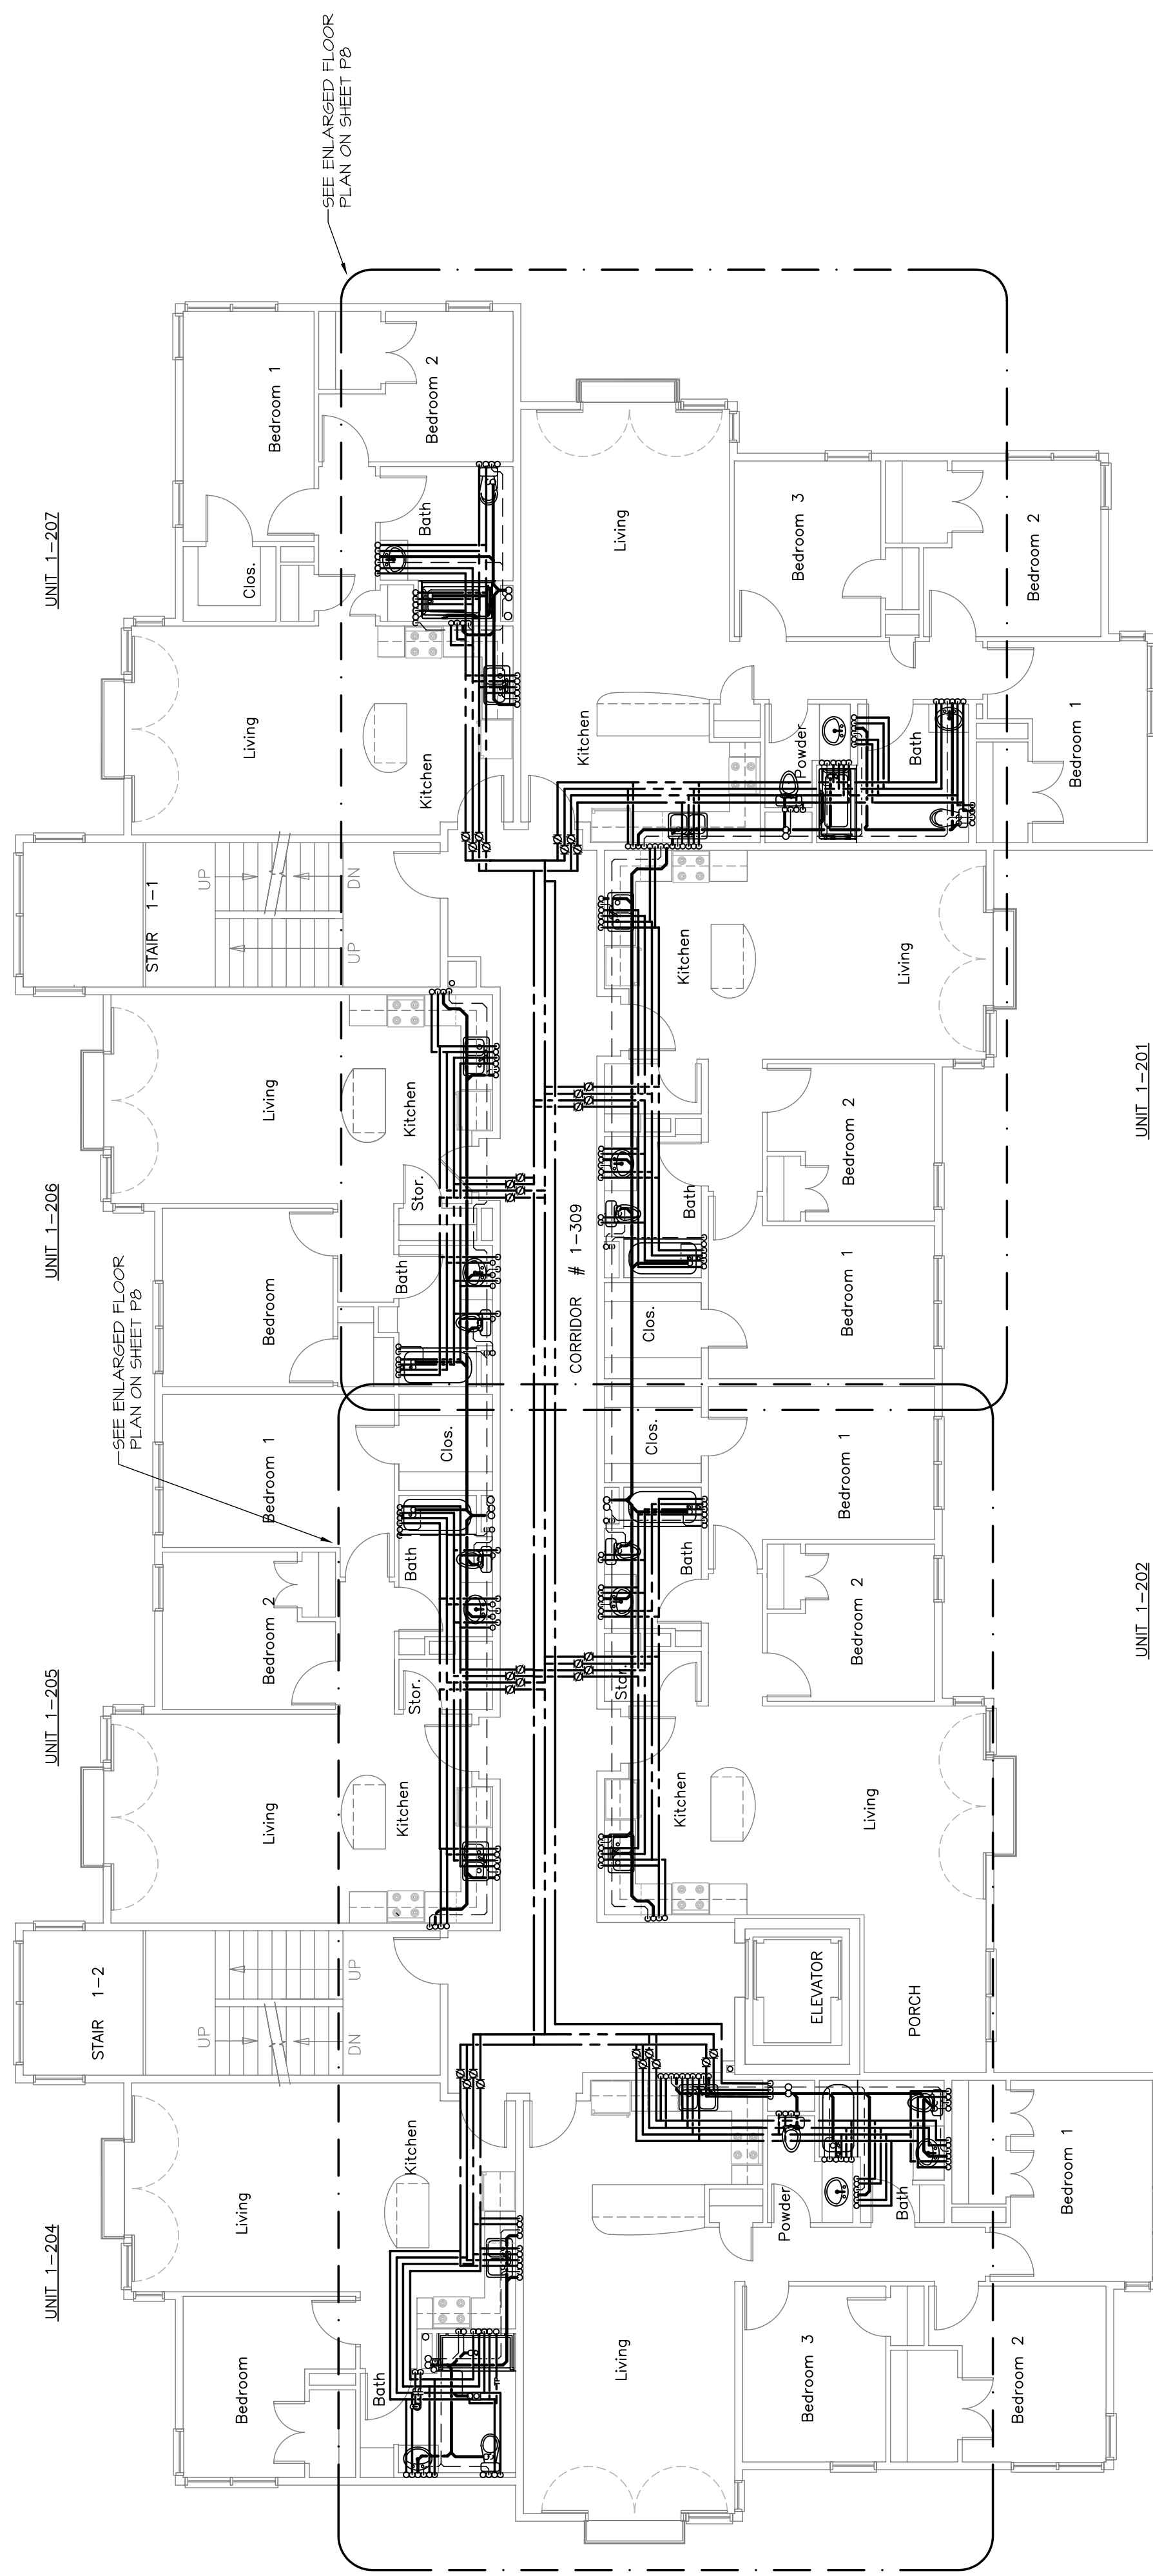 SEE ENLARGED FLOOR
PLAN ON SHEET P8
UNIT 1-207
Bedroom 1
Bedroom 2
Clos.
Bath
Living
Kitchen
Living
Kitchen
Bedroom 3
Bedroom 2
Powder
Bath
Bedroom 1
STAIR 1-1
UP
DN
UP
UNIT 1-206
Living
Kitchen
Stor.
Bedroom
Bath
UNIT 1-201
Kitchen
Living
Bedroom 2
Bath
Bedroom 1
Clos.
CORRIDOR # 1-309
SEE ENLARGED FLOOR
PLAN ON SHEET P8
UNIT 1-205
Bedroom 1
Clos.
Bedroom 2
Bath
Stor.
Living
Kitchen
UNIT 1-202
Clos.
Bedroom 1
Bath
Bedroom 2
Stor.
Kitchen
Living
STAIR 1-2
UP
UP
DN
ELEVATOR
PORCH
UNIT 1-204
Living
Kitchen
Bedroom
Bath
Living
Powder
Bath
Bedroom 1
Bedroom 3
Bedroom 2